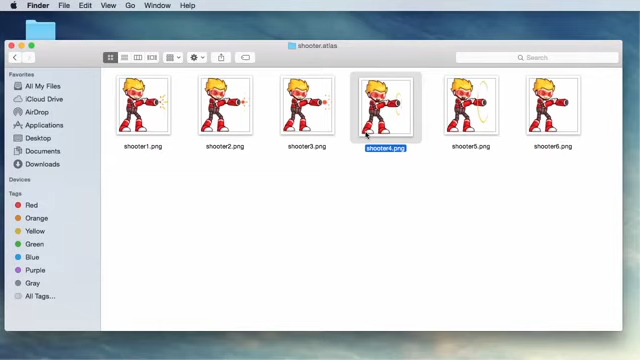 Finder File Edit View Go Window Help
shooter.atlas
Search
Favorites
All My Files
iCloud Drive
AirDrop
Applications
Desktop
Documents
Downloads
Devices
Tags
Red
Orange
Yellow
Green
Blue
Purple
Gray
All Tags...
shooter1.png shooter2.png shooter3.png shooter4.png shooter5.png shooter6.png